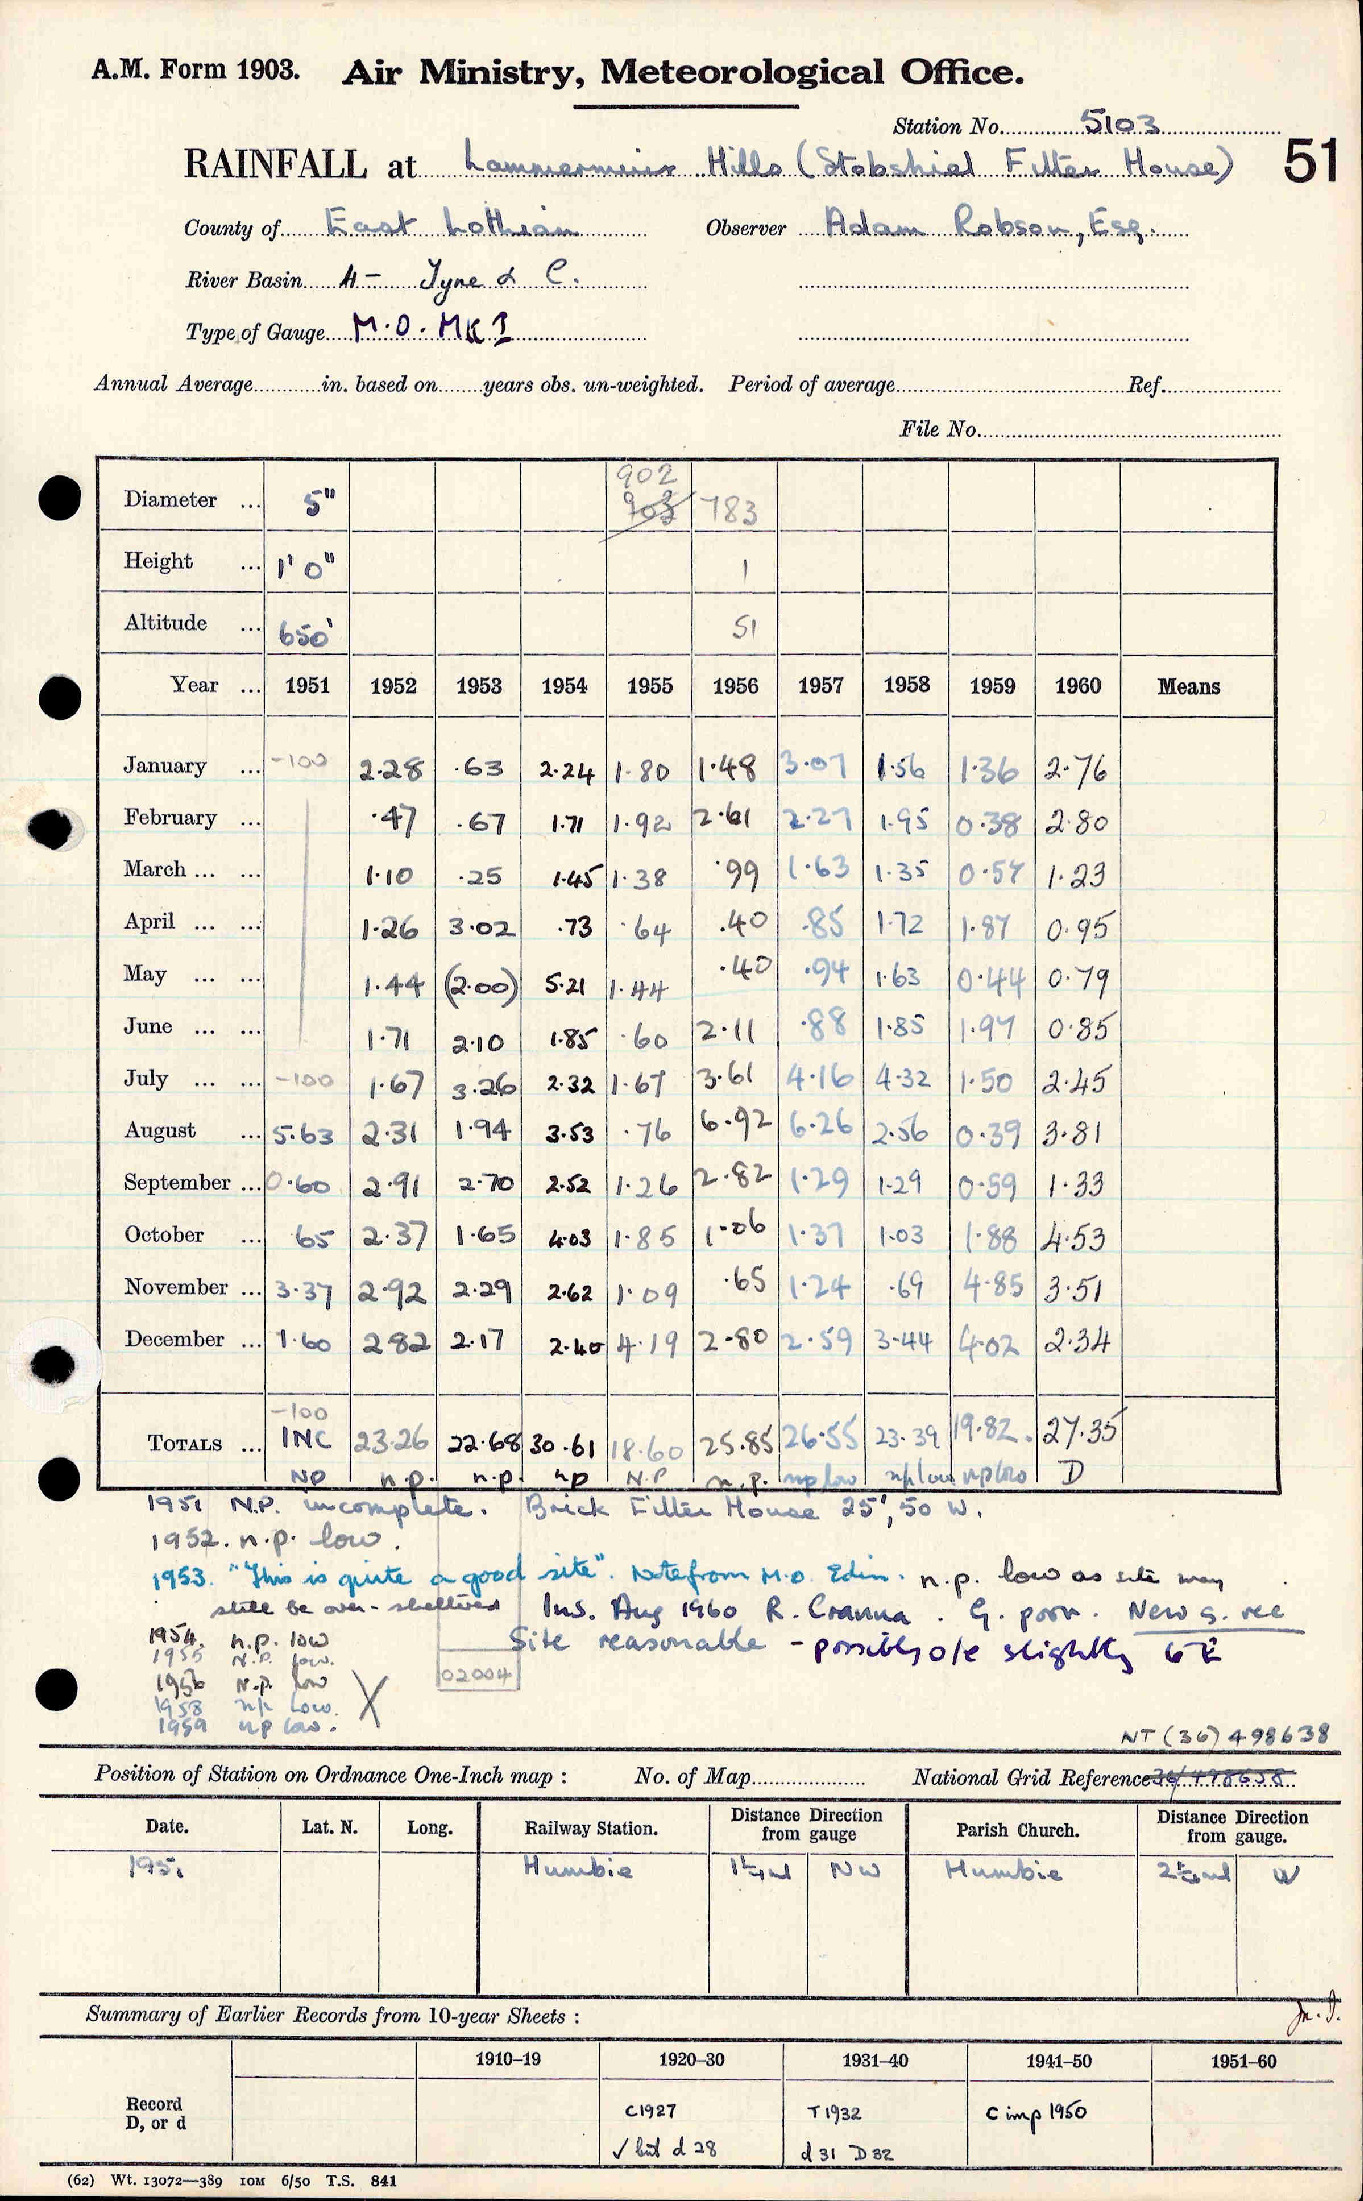 A.M. Form 1903. Air Ministry, Meteorological Office.
Station No. 5103
RAINFALL at Lammermuir Hills (Stobshiel Filter House) 51
County of East Lothian Observer Adam Robson, Esq.
River Basin 4 - Tyne & C.
Type of Gauge M.O. MK I
Annual Average in. based on years obs. un-weighted. Period of average Ref.
File No.
902
Diameter ... 5" 783
Height ... 1' 0" 1
Altitude ... 650' 51
Year ... 1951 1952 1953 1954 1955 1956 1957 1958 1959 1960 Means
January ... -100 2.28 .63 2.24 1.80 1.48 3.07 1.56 1.36 2.76
February ... .47 .67 1.71 1.92 2.61 2.27 1.95 0.38 2.80
March ... ... 1.10 .25 1.45 1.38 .99 1.63 1.35 0.57 1.23
April ... ... 1.26 3.02 .73 .64 .40 .85 1.72 1.87 0.95
May ... ... 1.44 (2.00) 5.21 1.44 .40 .94 1.63 0.44 0.79
June ... ... 1.71 2.10 1.85 .60 2.11 .88 1.85 1.97 0.85
July ... ... -100 1.67 3.26 2.32 1.67 3.61 4.16 4.32 1.50 2.45
August ... 5.63 2.31 1.94 3.53 .76 6.92 6.26 2.56 0.39 3.81
September ... 0.60 2.91 2.70 2.52 1.26 2.82 1.29 1.29 0.59 1.33
October ... 65 2.37 1.65 4.03 1.85 1.06 1.37 1.03 1.88 4.53
November ... 3.37 2.92 2.29 2.62 1.09 .65 1.24 .69 4.85 3.51
December ... 1.60 2.82 2.17 2.40 4.19 2.80 2.59 3.44 4.02 2.34
-100
TOTALS ... INC 23.26 22.68 30.61 18.60 25.85 26.55 23.39 19.82. 27.35
NP n.p. n.p. np N.P n.p. np low np low np low D
1951 N.P. incomplete. Brick Filter House 25', 50 W.
1952. n.p. low.
1953. "This is quite a good site". Note from M.O. Edin. n.p. low as site may
still be over-sheltered Ins. Aug 1960 R. Cranna. G. poor. New g. rec
1954. n.p. low Site reasonable - possibly o/e slightly to E
1955 N.P. low.
1956 N.P. low 02004
1958 np low.
1959 np low.
NT (36) 498638
Position of Station on Ordnance One-Inch map : No. of Map National Grid Reference 36/498638
Date. Lat. N. Long. Railway Station. Distance Direction from gauge Parish Church. Distance Direction from gauge.
1951 Humbie 1¼ml NW Humbie W
Summary of Earlier Records from 10-year Sheets :
1910–19 1920–30 1931–40 1941–50 1951–60
Record C1927 T1932 C imp 1950
D, or d
√ but d 28 d 31 D 32
(62) Wt. 13072—389 IOM 6/50 T.S. 841